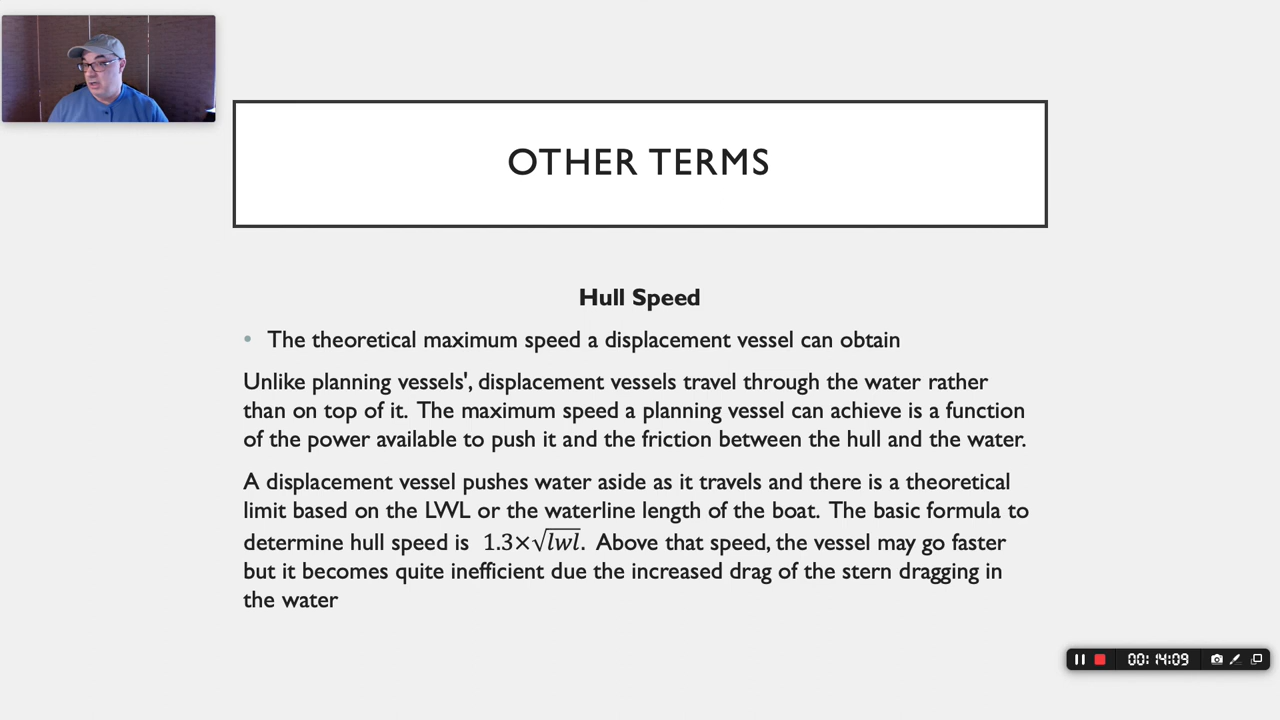 OTHER TERMS
Hull Speed
• The theoretical maximum speed a displacement vessel can obtain
Unlike planning vessels', displacement vessels travel through the water rather
than on top of it. The maximum speed a planning vessel can achieve is a function
of the power available to push it and the friction between the hull and the water.
A displacement vessel pushes water aside as it travels and there is a theoretical
limit based on the LWL or the waterline length of the boat. The basic formula to
determine hull speed is 1.3×√lwl. Above that speed, the vessel may go faster
but it becomes quite inefficient due the increased drag of the stern dragging in
the water
00:14:09